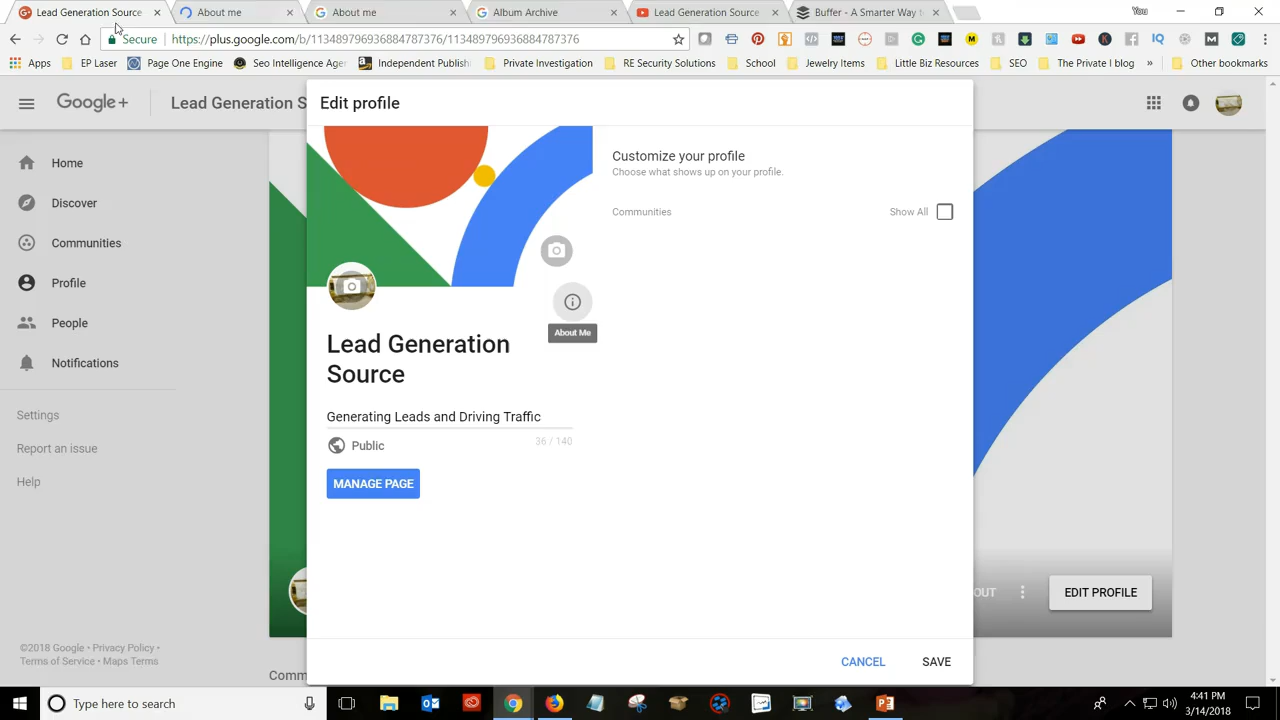 Lead Generation Source
About me
About me
Album Archive
Lead Generation Source
Buffer - A Smarter Way t
You
Secure
https://plus.google.com/b/113489796936884787376/113489796936884787376
Apps
EP Laser
Page One Engine
Seo Intelligence Agen
Independent Publish
Private Investigation
RE Security Solutions
School
Jewelry Items
Little Biz Resources
SEO
The Private I blog
»
Other bookmarks
Google+
Lead Generation S
Edit profile
Home
Discover
Communities
Profile
People
Notifications
Settings
Report an issue
Help
Customize your profile
Choose what shows up on your profile.
Communities
Show All
About Me
Lead Generation
Source
Generating Leads and Driving Traffic
Public
36 / 140
MANAGE PAGE
OUT
EDIT PROFILE
©2018 Google • Privacy Policy •
Terms of Service • Maps Terms
Comm
CANCEL
SAVE
Type here to search
4:41 PM
3/14/2018